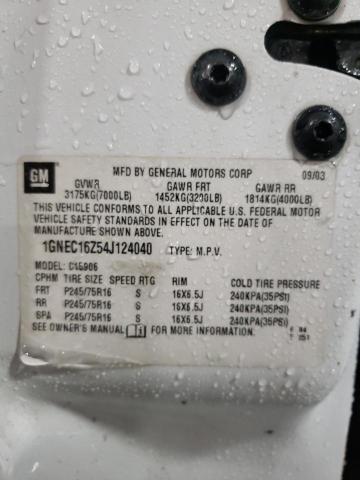 GM
MFD BY GENERAL MOTORS CORP 09/03
GVWR GAWR FRT GAWR RR
3175KG(7000LB) 1452KG(3200LB) 1814KG(4000LB)
THIS VEHICLE CONFORMS TO ALL APPLICABLE U.S. FEDERAL MOTOR
VEHICLE SAFETY STANDARDS IN EFFECT ON THE DATE OF
MANUFACTURE SHOWN ABOVE.
1GNEC16Z54J124040 TYPE: M.P.V.
MODEL: C15906
CPHM TIRE SIZE SPEED RTG RIM COLD TIRE PRESSURE
FRT P245/75R16 S 16X6.5J 240KPA(35PSI)
RR P245/75R16 S 16X6.5J 240KPA(35PSI)
SPA P245/75R16 S 16X6.5J 240KPA(35PSI)
SEE OWNER'S MANUAL FOR MORE INFORMATION.